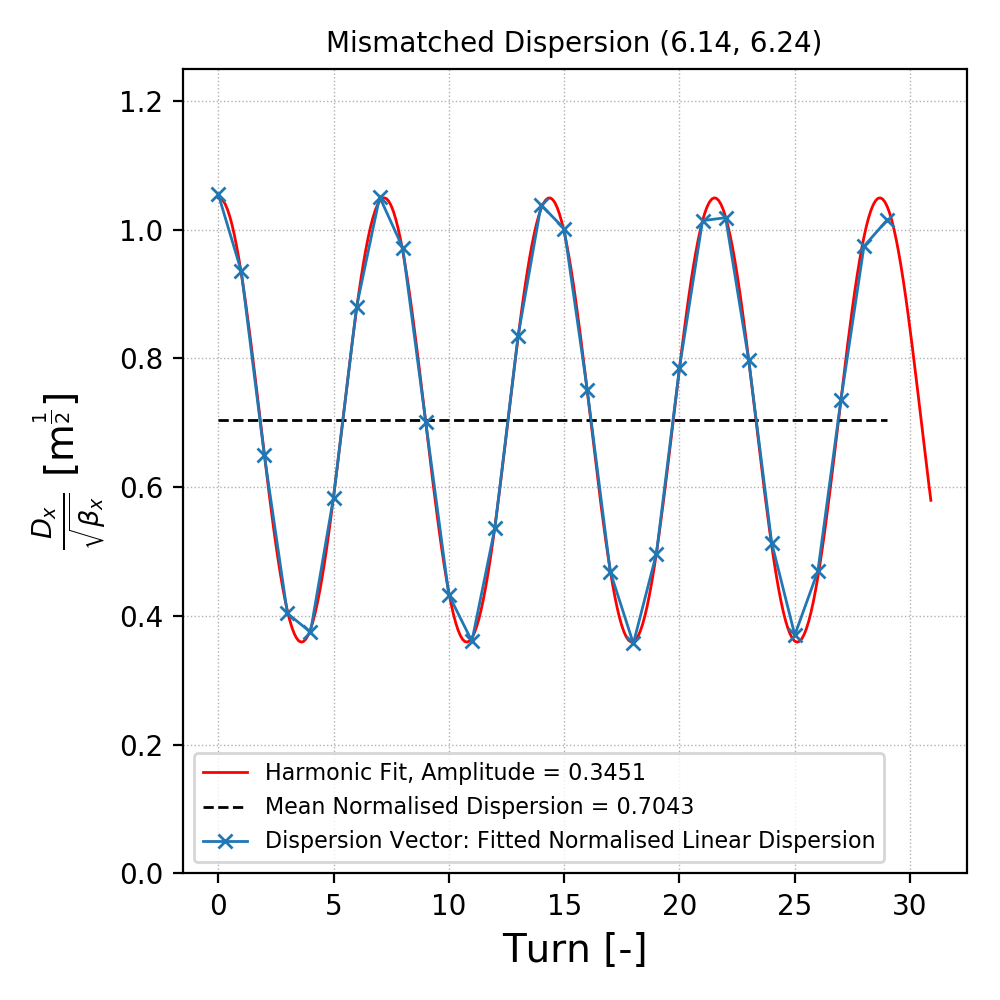 Mismatched Dispersion (6.14, 6.24)
1.2
1.0
0.8
0.6
0.4
0.2
0.0
D_x/√β_x [m^{1/2}]
Harmonic Fit, Amplitude = 0.3451
Mean Normalised Dispersion = 0.7043
Dispersion Vector: Fitted Normalised Linear Dispersion
0 5 10 15 20 25 30
Turn [-]